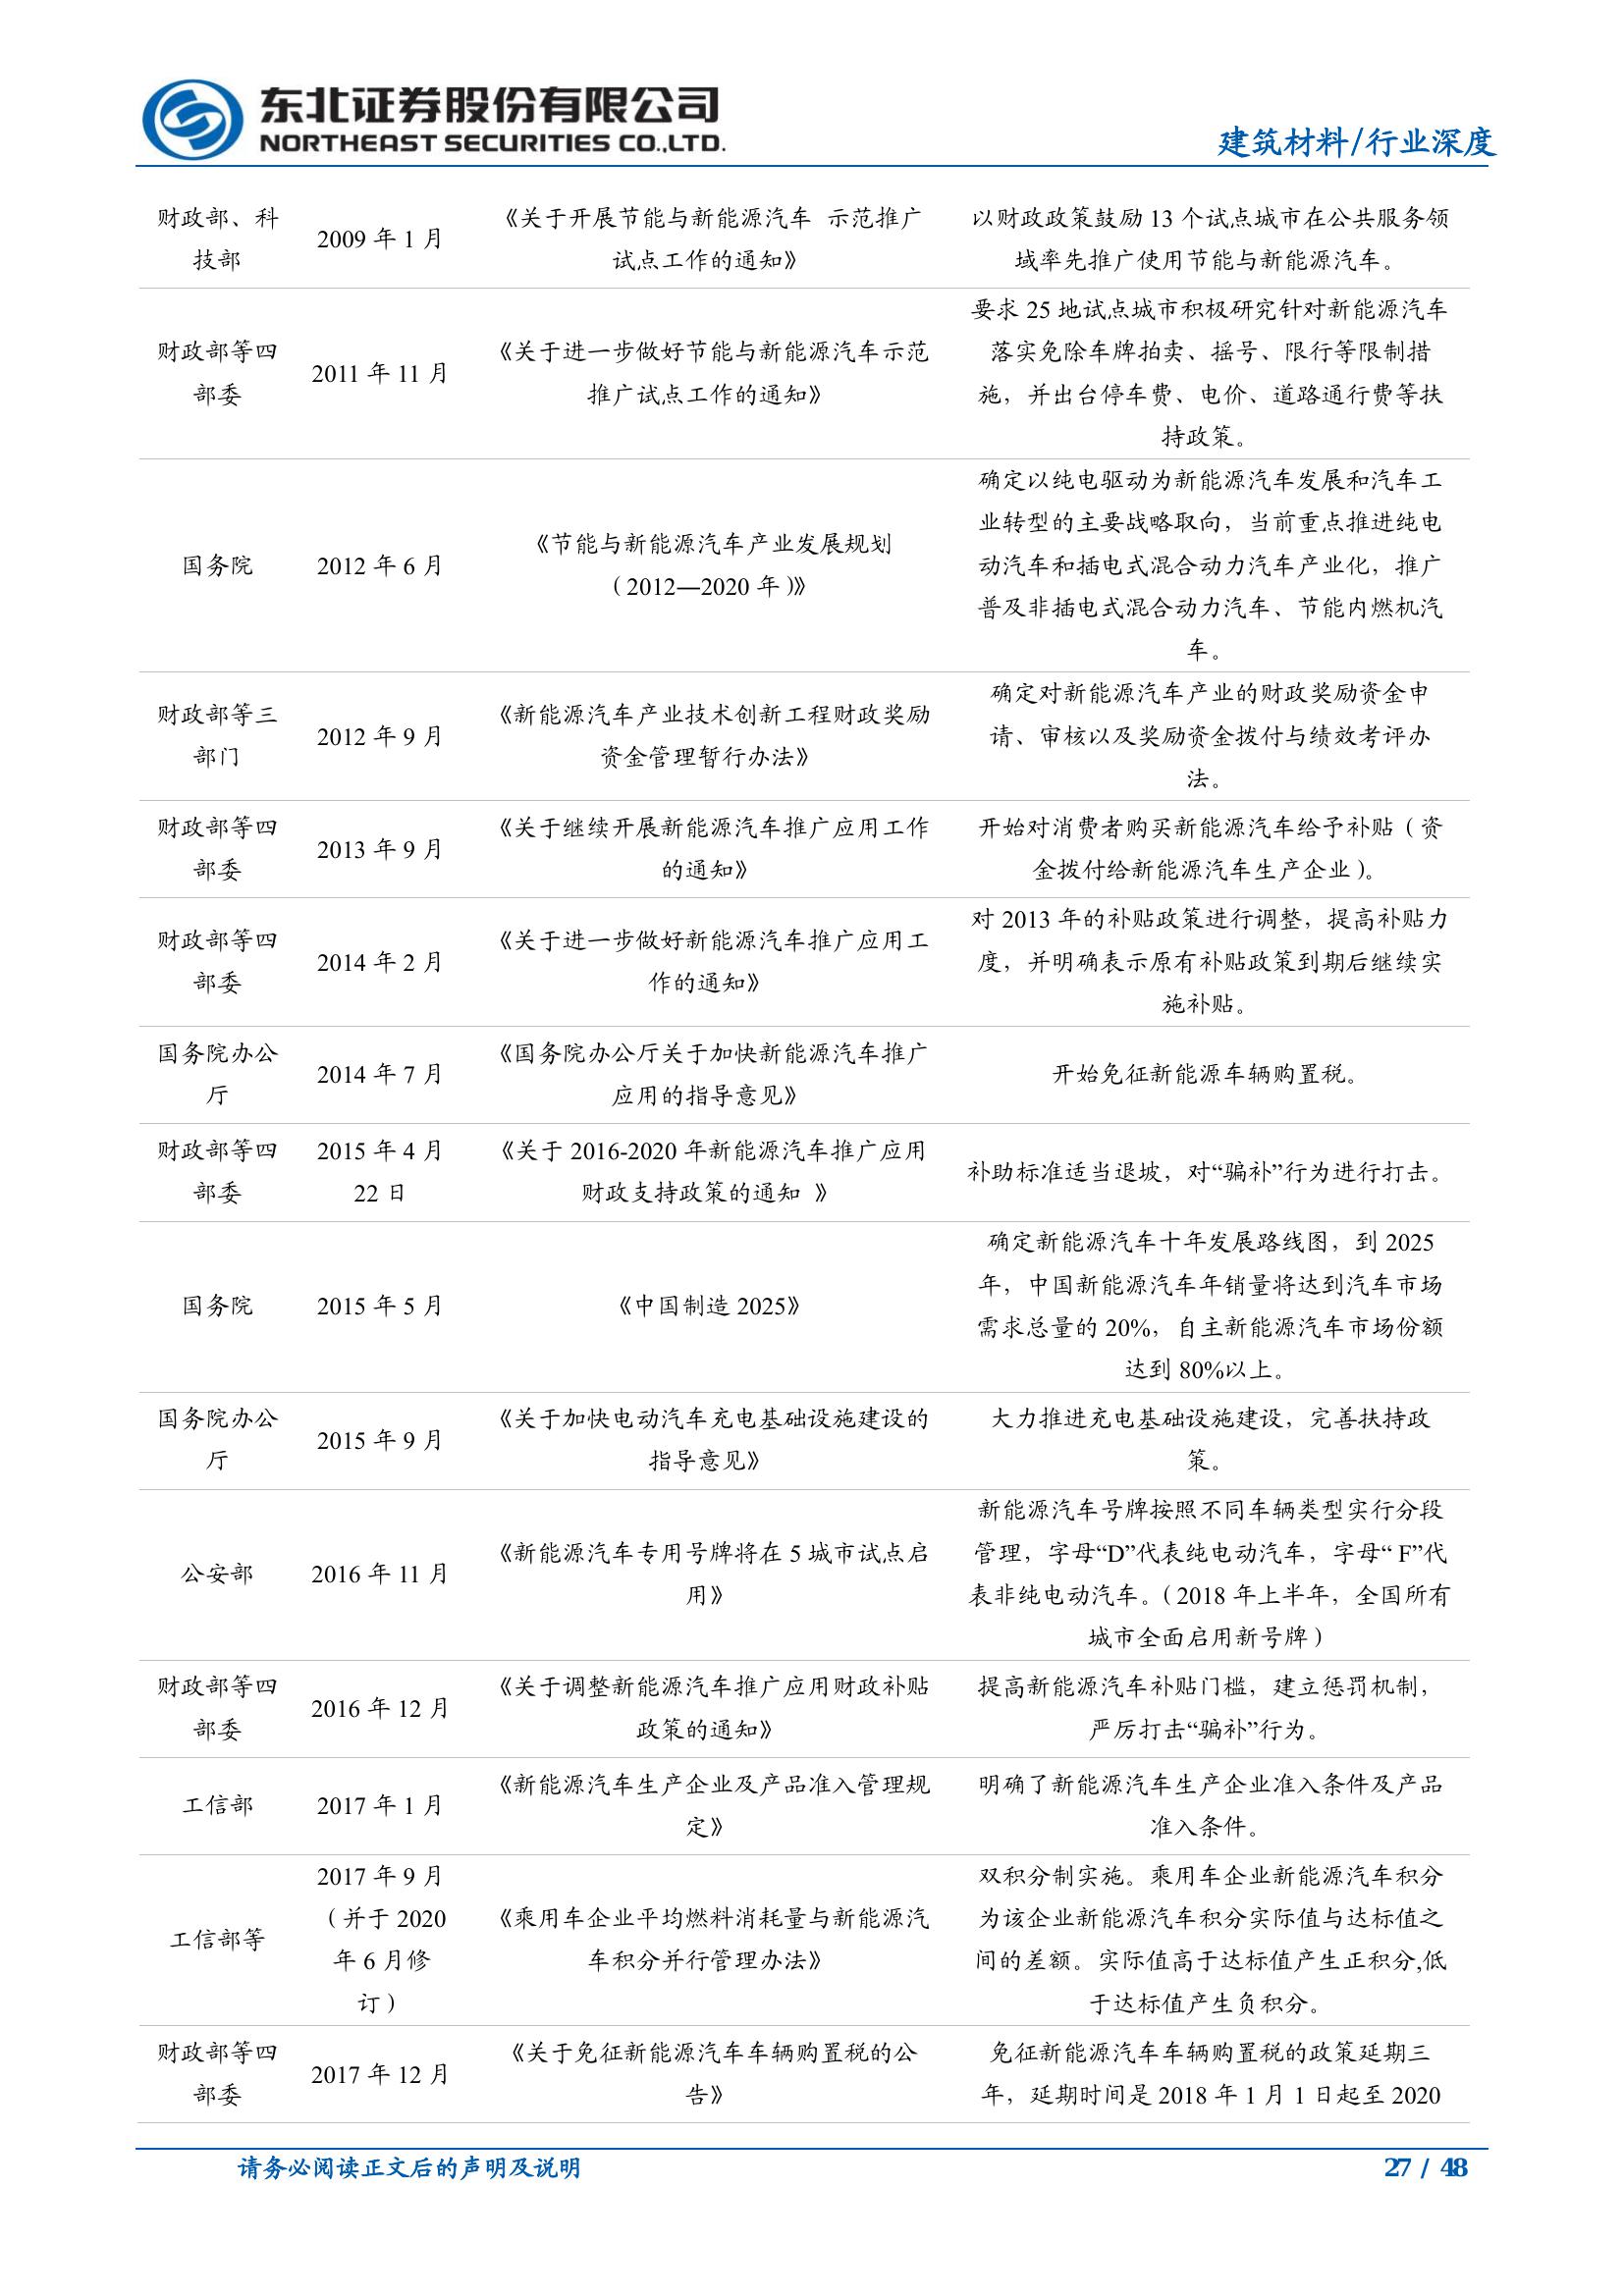 东北证券股份有限公司
NORTHEAST SECURITIES CO.,LTD.
建筑材料/行业深度
财政部、科
技部
2009 年 1 月
《关于开展节能与新能源汽车 示范推广
试点工作的通知》
以财政政策鼓励 13 个试点城市在公共服务领
域率先推广使用节能与新能源汽车。
财政部等四
部委
2011 年 11 月
《关于进一步做好节能与新能源汽车示范
推广试点工作的通知》
要求 25 地试点城市积极研究针对新能源汽车
落实免除车牌拍卖、摇号、限行等限制措
施，并出台停车费、电价、道路通行费等扶
持政策。
国务院
2012 年 6 月
《节能与新能源汽车产业发展规划
（2012—2020 年）》
确定以纯电驱动为新能源汽车发展和汽车工
业转型的主要战略取向，当前重点推进纯电
动汽车和插电式混合动力汽车产业化，推广
普及非插电式混合动力汽车、节能内燃机汽
车。
财政部等三
部门
2012 年 9 月
《新能源汽车产业技术创新工程财政奖励
资金管理暂行办法》
确定对新能源汽车产业的财政奖励资金申
请、审核以及奖励资金拨付与绩效考评办
法。
财政部等四
部委
2013 年 9 月
《关于继续开展新能源汽车推广应用工作
的通知》
开始对消费者购买新能源汽车给予补贴（资
金拨付给新能源汽车生产企业）。
财政部等四
部委
2014 年 2 月
《关于进一步做好新能源汽车推广应用工
作的通知》
对 2013 年的补贴政策进行调整，提高补贴力
度，并明确表示原有补贴政策到期后继续实
施补贴。
国务院办公
厅
2014 年 7 月
《国务院办公厅关于加快新能源汽车推广
应用的指导意见》
开始免征新能源车辆购置税。
财政部等四
部委
2015 年 4 月
22 日
《关于 2016-2020 年新能源汽车推广应用
财政支持政策的通知 》
补助标准适当退坡，对“骗补”行为进行打击。
国务院
2015 年 5 月
《中国制造 2025》
确定新能源汽车十年发展路线图，到 2025
年，中国新能源汽车年销量将达到汽车市场
需求总量的 20%，自主新能源汽车市场份额
达到 80%以上。
国务院办公
厅
2015 年 9 月
《关于加快电动汽车充电基础设施建设的
指导意见》
大力推进充电基础设施建设，完善扶持政
策。
公安部
2016 年 11 月
《新能源汽车专用号牌将在 5 城市试点启
用》
新能源汽车号牌按照不同车辆类型实行分段
管理，字母“D”代表纯电动汽车，字母“ F”代
表非纯电动汽车。（2018 年上半年，全国所有
城市全面启用新号牌）
财政部等四
部委
2016 年 12 月
《关于调整新能源汽车推广应用财政补贴
政策的通知》
提高新能源汽车补贴门槛，建立惩罚机制，
严厉打击“骗补”行为。
工信部
2017 年 1 月
《新能源汽车生产企业及产品准入管理规
定》
明确了新能源汽车生产企业准入条件及产品
准入条件。
工信部等
2017 年 9 月
（并于 2020
年 6 月修
订）
《乘用车企业平均燃料消耗量与新能源汽
车积分并行管理办法》
双积分制实施。乘用车企业新能源汽车积分
为该企业新能源汽车积分实际值与达标值之
间的差额。实际值高于达标值产生正积分,低
于达标值产生负积分。
财政部等四
部委
2017 年 12 月
《关于免征新能源汽车车辆购置税的公
告》
免征新能源汽车车辆购置税的政策延期三
年，延期时间是 2018 年 1 月 1 日起至 2020
请务必阅读正文后的声明及说明
27 / 48